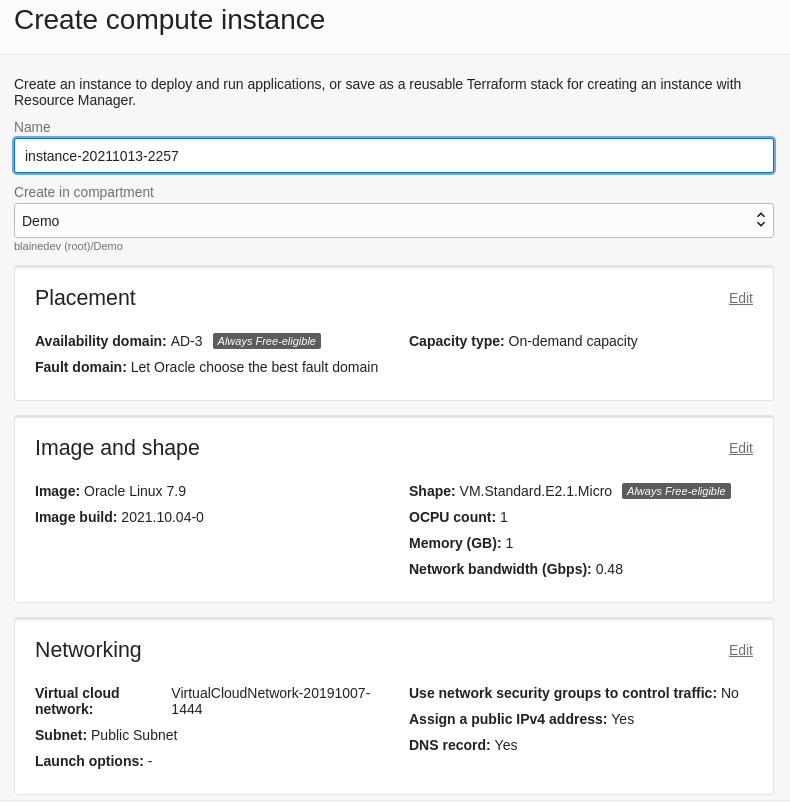 Create compute instance
Create an instance to deploy and run applications, or save as a reusable Terraform stack for creating an instance with
Resource Manager.
Name
instance-20211013-2257
Create in compartment
Demo
blainedev (root)/Demo
Placement
Edit
Availability domain: AD-3 Always Free-eligible
Fault domain: Let Oracle choose the best fault domain
Capacity type: On-demand capacity
Image and shape
Edit
Image: Oracle Linux 7.9
Image build: 2021.10.04-0
Shape: VM.Standard.E2.1.Micro Always Free-eligible
OCPU count: 1
Memory (GB): 1
Network bandwidth (Gbps): 0.48
Networking
Edit
Virtual cloud network: VirtualCloudNetwork-20191007-1444
Subnet: Public Subnet
Launch options: -
Use network security groups to control traffic: No
Assign a public IPv4 address: Yes
DNS record: Yes